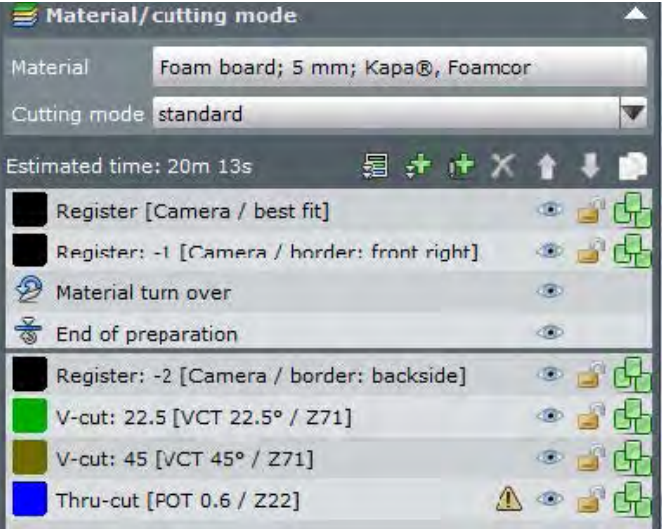 Material/cutting mode
Material Foam board; 5 mm; Kapa®, Foamcor
Cutting mode standard
Estimated time: 20m 13s
Register [Camera / best fit]
Register: -1 [Camera / border: front right]
Material turn over
End of preparation
Register: -2 [Camera / border: backside]
V-cut: 22.5 [VCT 22.5° / Z71]
V-cut: 45 [VCT 45° / Z71]
Thru-cut [POT 0.6 / Z22]